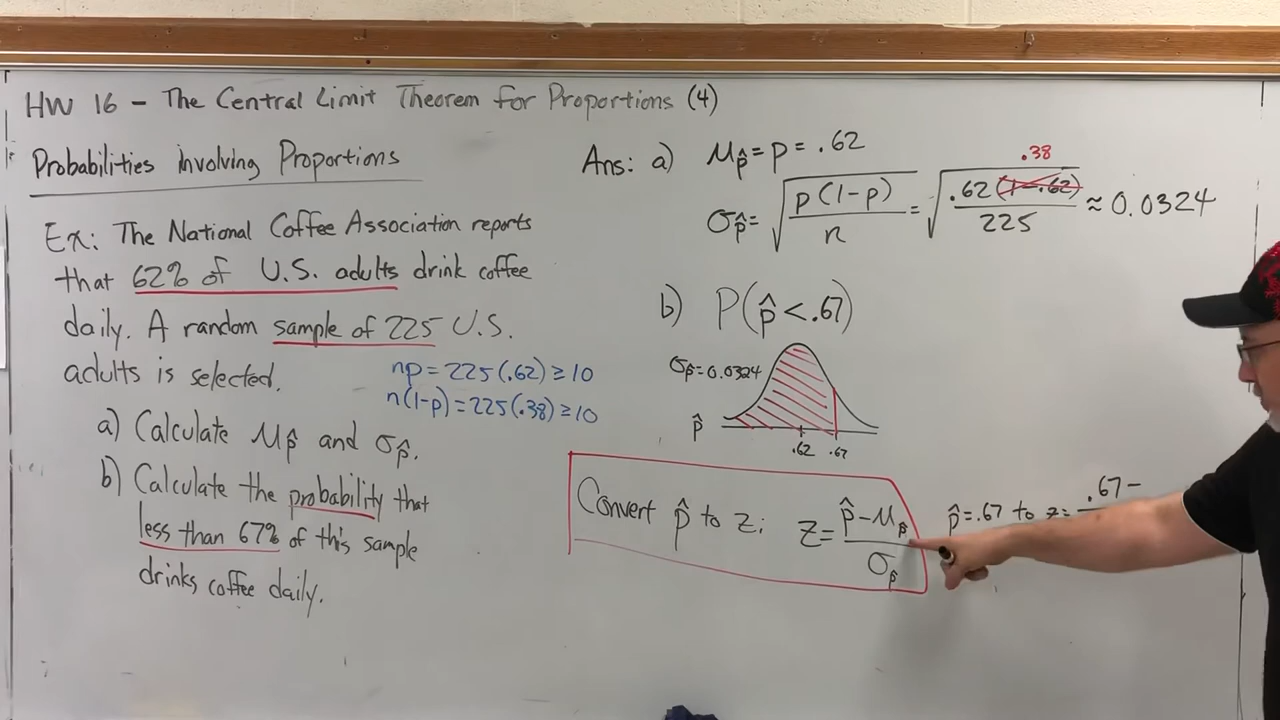 HW 16 - The Central Limit Theorem for Proportions (4)
Probabilities involving Proportions
Ex: The National Coffee Association reports
that 62% of U.S. adults drink coffee
daily. A random sample of 225 U.S.
adults is selected.
np = 225(.62) ≥ 10
n(1-p) = 225(.38) ≥ 10
a) Calculate μp̂ and σp̂.
b) Calculate the probability that
less than 67% of this sample
drinks coffee daily.
Ans: a) μp̂ = p = .62
σp̂ = √(p(1-p)/n) = √(.62(1-.62)/225) ≈ 0.0324
.38
b) P(p̂ < .67)
σp̂ = 0.0324
p̂
.62 .67
Convert p̂ to z: z = (p̂ - μp̂)/σp̂
p̂ = .67 to z = .67 -